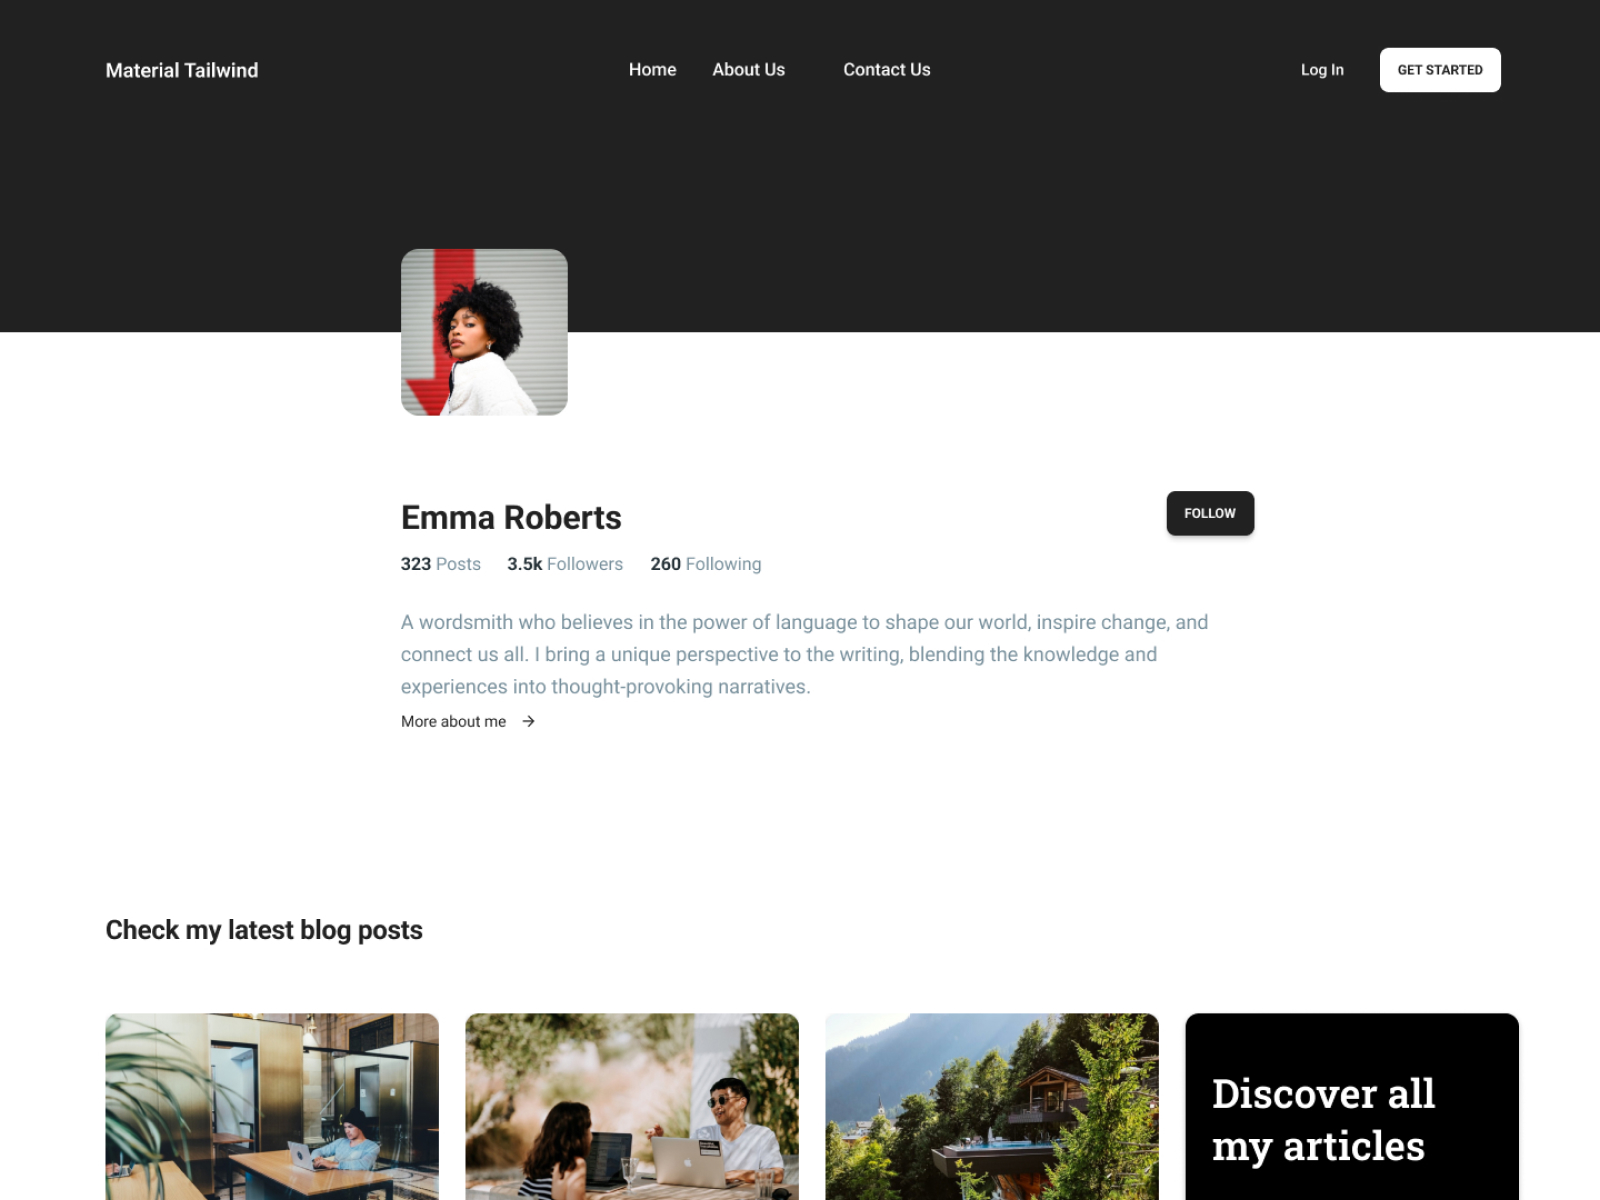 Material Tailwind
Home About Us Contact Us
Log In
GET STARTED
Emma Roberts
FOLLOW
323 Posts 3.5k Followers 260 Following
A wordsmith who believes in the power of language to shape our world, inspire change, and
connect us all. I bring a unique perspective to the writing, blending the knowledge and
experiences into thought-provoking narratives.
More about me →
Check my latest blog posts
Discover all
my articles